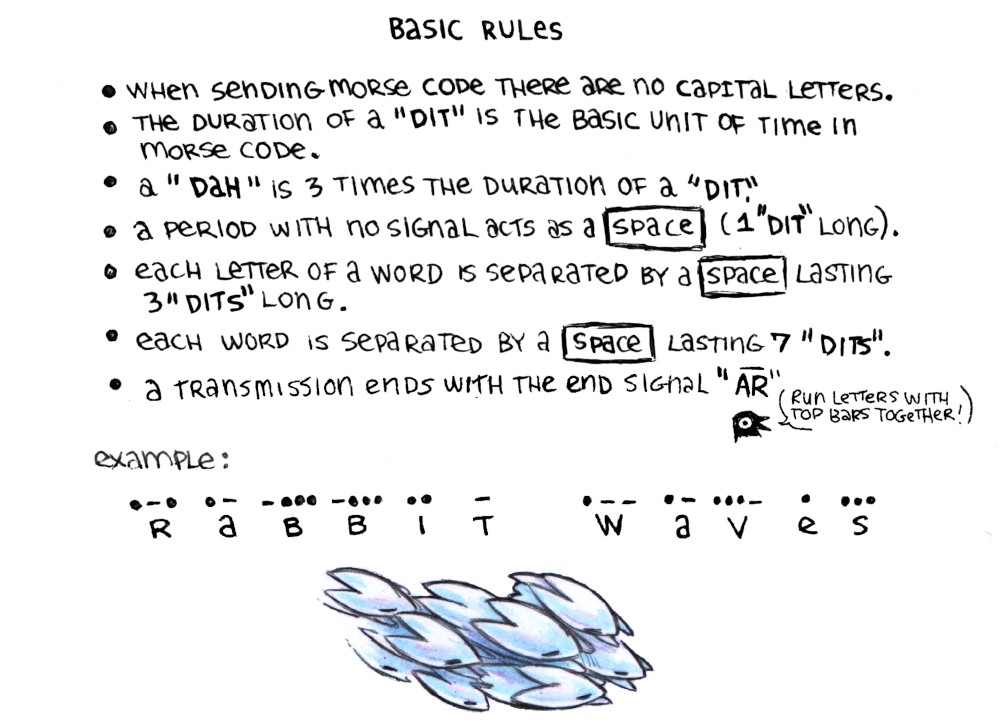 BASIC RULES
• WHEN SENDING MORSE CODE THERE ARE NO CAPITAL LETTERS.
• THE DURATION OF A "DIT" IS THE BASIC UNIT OF TIME IN
MORSE CODE.
• A "DAH" IS 3 TIMES THE DURATION OF A "DIT."
• A PERIOD WITH NO SIGNAL ACTS AS A SPACE (1 "DIT" LONG).
• EACH LETTER OF A WORD IS SEPARATED BY A SPACE LASTING
3 "DITS" LONG.
• EACH WORD IS SEPARATED BY A SPACE LASTING 7 "DITS".
• A TRANSMISSION ENDS WITH THE END SIGNAL "A̅R̅"
(RUN LETTERS WITH
TOP BARS TOGETHER!)
example:
•–• •– –••• –••• •• – •–– •– •••– • •••
R A B B I T W A V E S